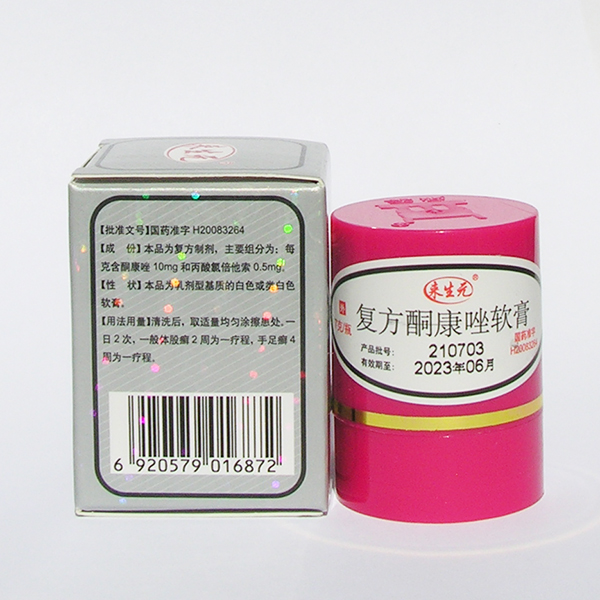 【批准文号】国药准字 H20083264
【成　份】本品为复方制剂，主要组分为：每
克含酮康唑 10mg 和丙酸氯倍他索 0.5mg。
【性　状】本品为乳剂型基质的白色或类白色
软膏。
【用法用量】清洗后，取适量均匀涂擦患处.一
日2次，一般体股癣2周为一疗程，手足癣4
周为一疗程。
6 920579 016872
来生元®
外
7克/瓶
复方酮康唑软膏
国药准字
H20083264
产品批号： 210703
有效期至： 2023年06月